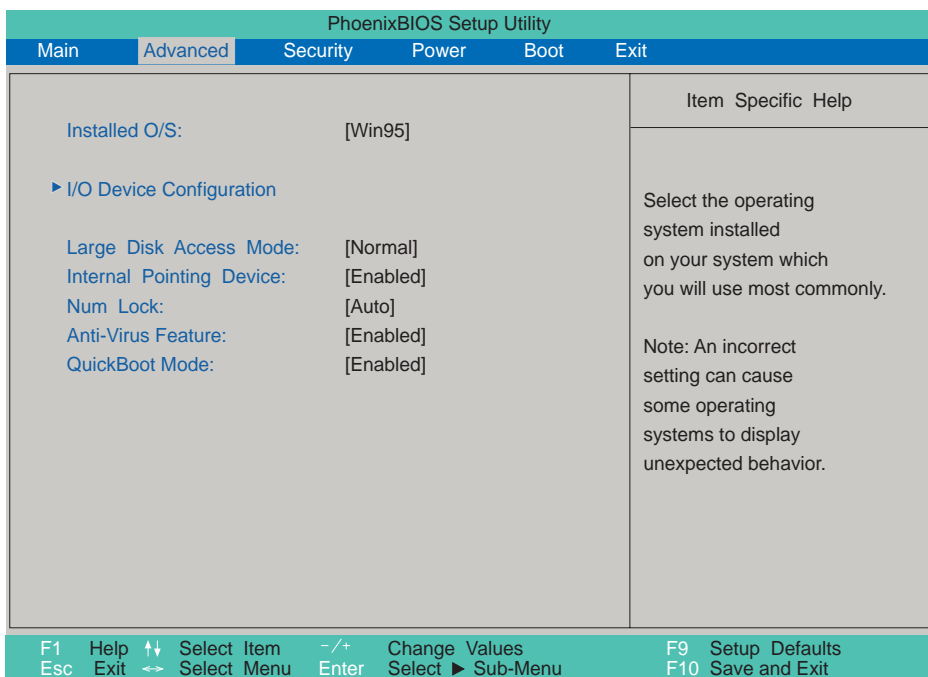 PhoenixBIOS Setup Utility
Main Advanced Security Power Boot Exit
Item Specific Help
Installed O/S: [Win95]
I/O Device Configuration
Large Disk Access Mode: [Normal]
Internal Pointing Device: [Enabled]
Num Lock: [Auto]
Anti-Virus Feature: [Enabled]
QuickBoot Mode: [Enabled]
Select the operating
system installed
on your system which
you will use most commonly.
Note: An incorrect
setting can cause
some operating
systems to display
unexpected behavior.
F1 Help ↑↓ Select Item -/+ Change Values F9 Setup Defaults
Esc Exit <-> Select Menu Enter Select ▶ Sub-Menu F10 Save and Exit